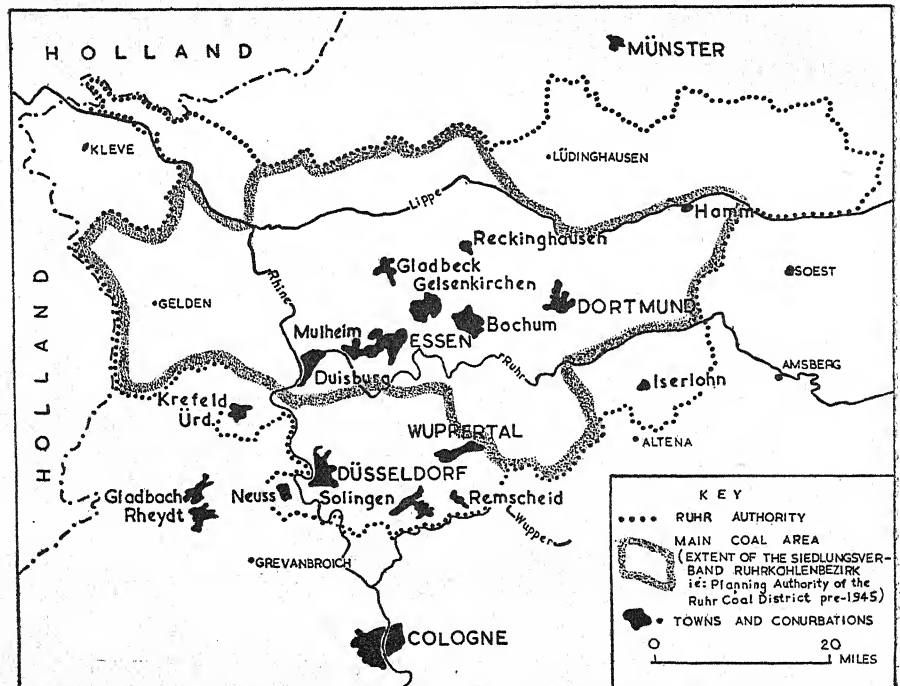 HOLLAND
MÜNSTER
KLEVE
LÜDINGHAUSEN
Lippe
Hamm
Reckinghausen
Gladbeck
Gelsenkirchen
SOEST
HOLLAND
GELDEN
Rhine
DORTMUND
Bochum
Mulheim
ESSEN
Ruhr
Duisburg
AMSBERG
Iserlohn
Krefeld
Ürd.
WUPPERTAL
ALTENA
DÜSSELDORF
Gladbach
Rheydt
Neuss
Solingen
Remscheid
Wupper
GREVANBROICH
COLOGNE
KEY
RUHR AUTHORITY
MAIN COAL AREA
(EXTENT OF THE SIEDLUNGSVER-
BAND RUHRKOHLENBEZIRK
ie: Planning Authority of the
Ruhr Coal District pre-1945)
TOWNS AND CONURBATIONS
0 20
MILES